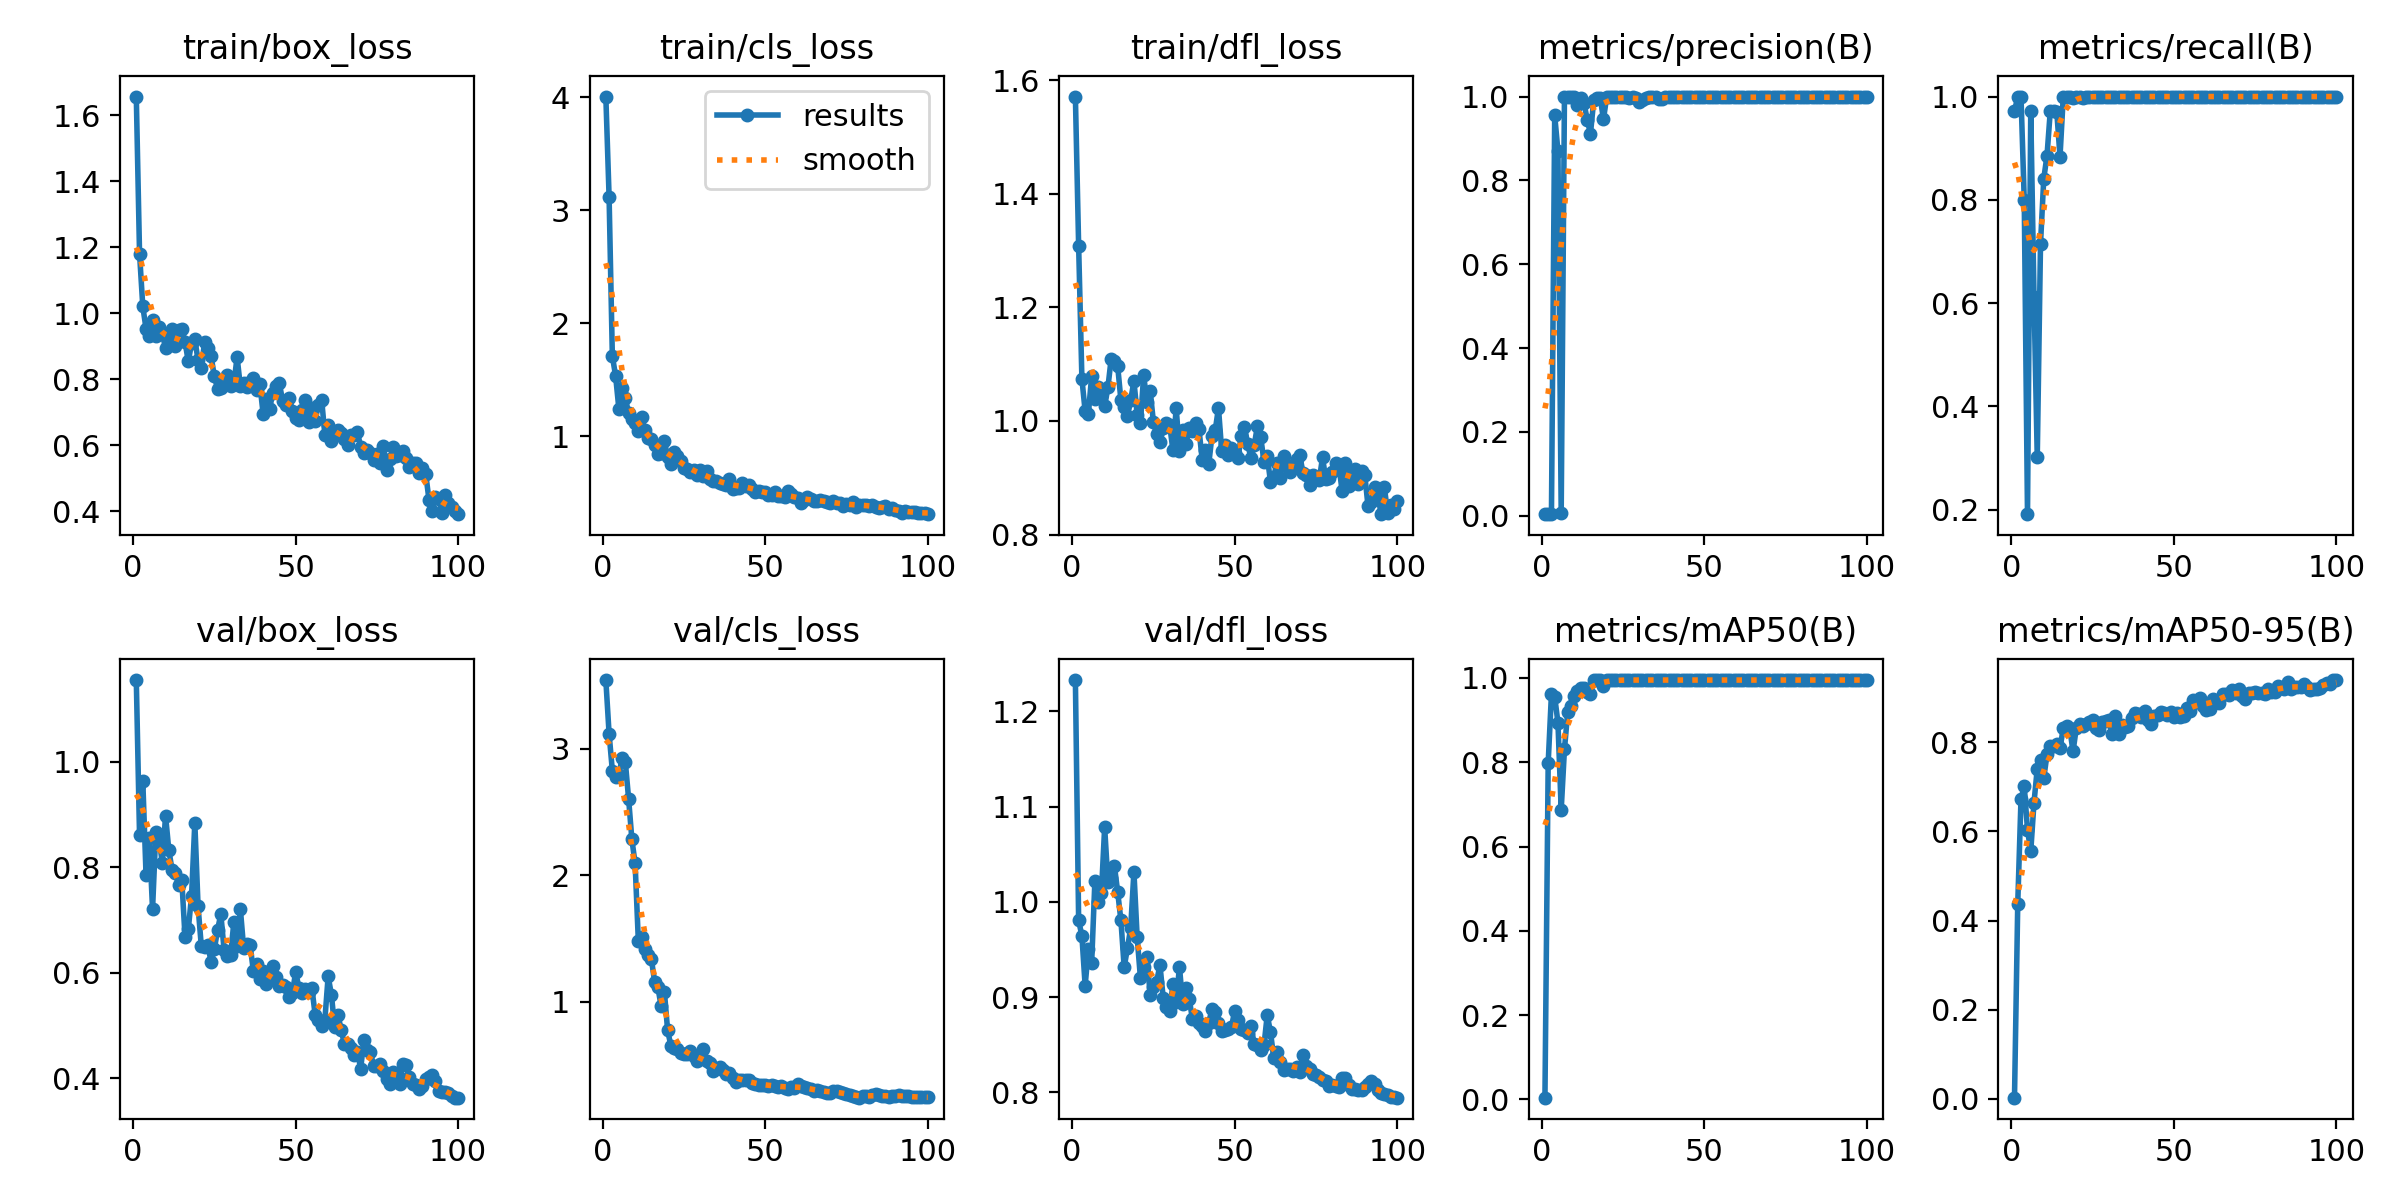 train/box_loss
1.6
1.4
1.2
1.0
0.8
0.6
0.4
0 50 100
train/cls_loss
results
smooth
4
3
2
1
0 50 100
train/dfl_loss
1.6
1.4
1.2
1.0
0.8
0 50 100
metrics/precision(B)
1.0
0.8
0.6
0.4
0.2
0.0
0 50 100
metrics/recall(B)
1.0
0.8
0.6
0.4
0.2
0 50 100
val/box_loss
1.0
0.8
0.6
0.4
0 50 100
val/cls_loss
3
2
1
0 50 100
val/dfl_loss
1.2
1.1
1.0
0.9
0.8
0 50 100
metrics/mAP50(B)
1.0
0.8
0.6
0.4
0.2
0.0
0 50 100
metrics/mAP50-95(B)
0.8
0.6
0.4
0.2
0.0
0 50 100